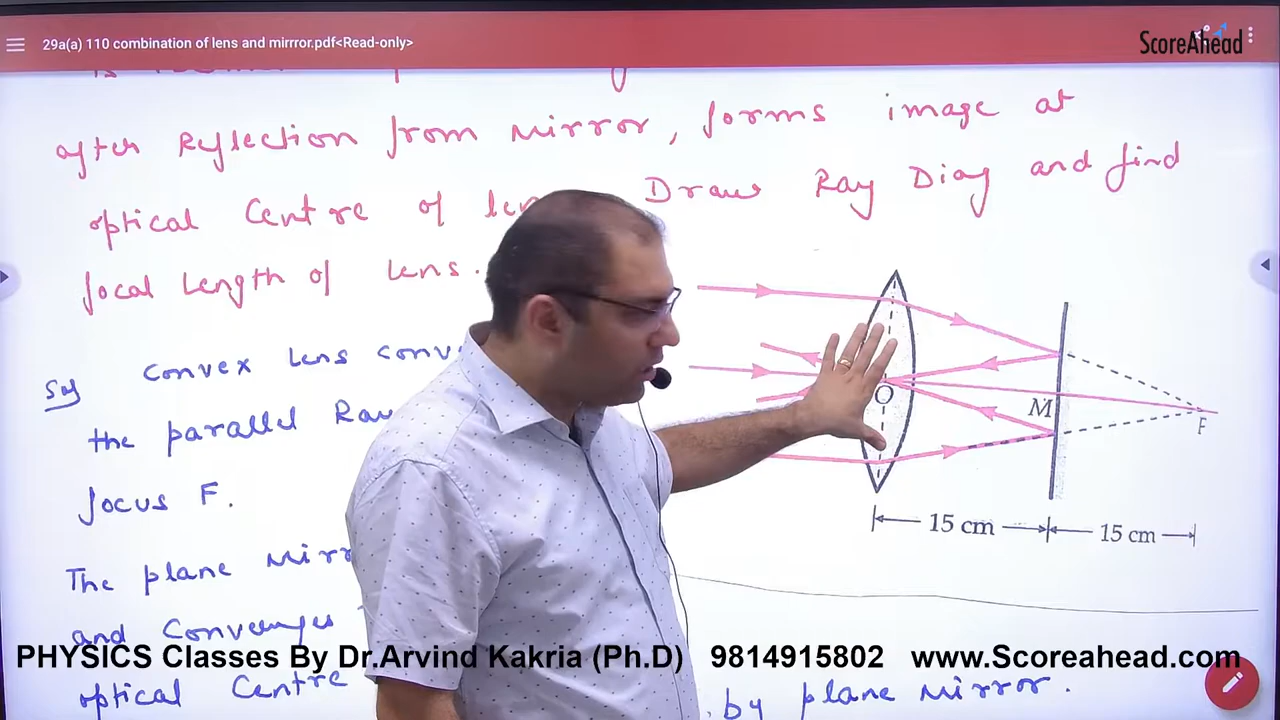 29a(a) 110 combination of lens and mirrror.pdf<Read-only>
ScoreAhead
after Reflection from mirror, forms image at
optical Centre of Draw Ray Diag and find
focal Length of lens.
Sol Convex Lens
the parallel
focus F.
The plane
and Converges
optical Centre by plane mirror.
O
M
F
15 cm
15 cm
PHYSICS Classes By Dr.Arvind Kakria (Ph.D) 9814915802 www.Scoreahead.com